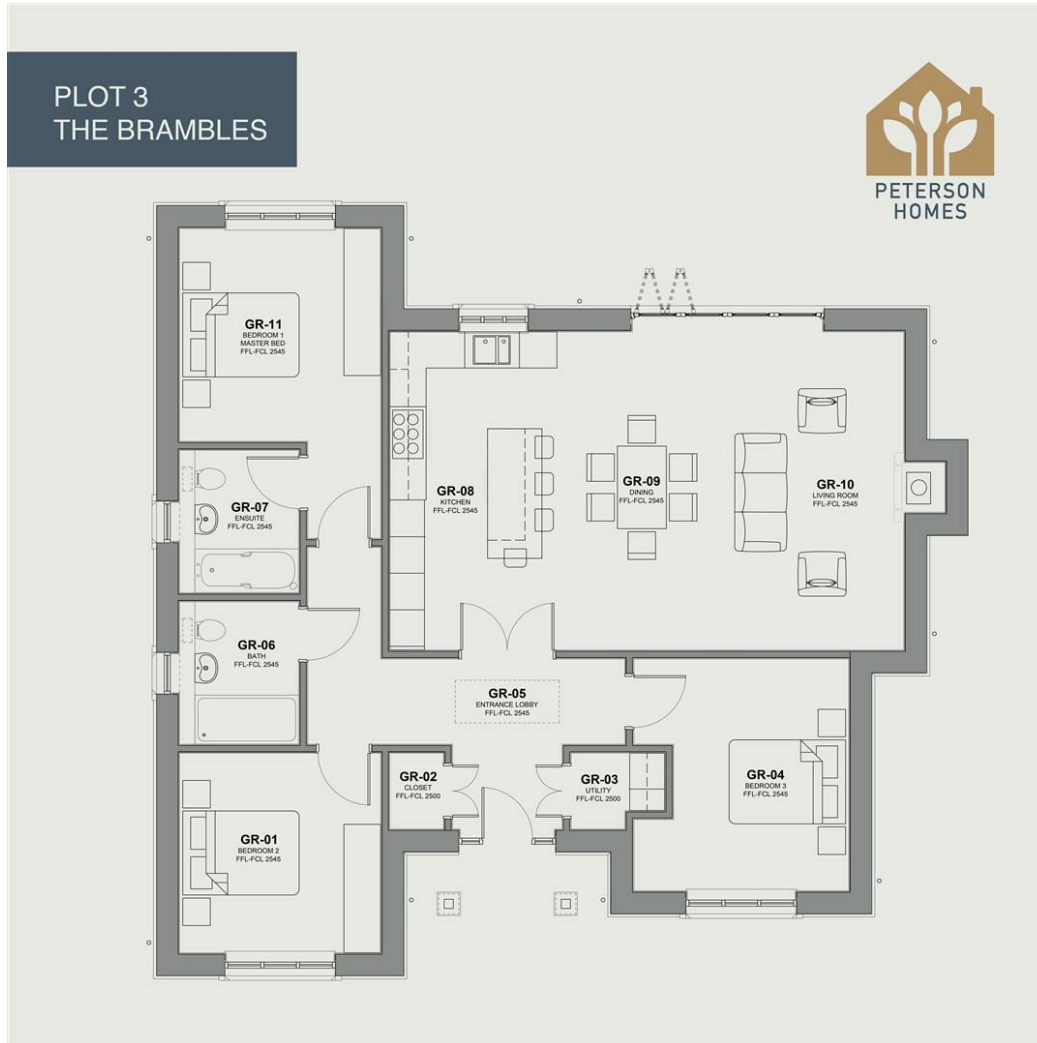 PLOT 3
THE BRAMBLES
PETERSON
HOMES
GR-11
BEDROOM 1
MASTER BED
FFL-FCL 2545
GR-08
KITCHEN
FFL-FCL 2545
GR-09
DINING
FFL-FCL 2545
GR-10
LIVING ROOM
FFL-FCL 2545
GR-07
ENSUITE
FFL-FCL 2545
GR-06
BATH
FFL-FCL 2545
GR-05
ENTRANCE LOBBY
FFL-FCL 2545
GR-02
CLOSET
FFL-FCL 2500
GR-03
UTILITY
FFL-FCL 2500
GR-04
BEDROOM 3
FFL-FCL 2545
GR-01
BEDROOM 2
FFL-FCL 2545